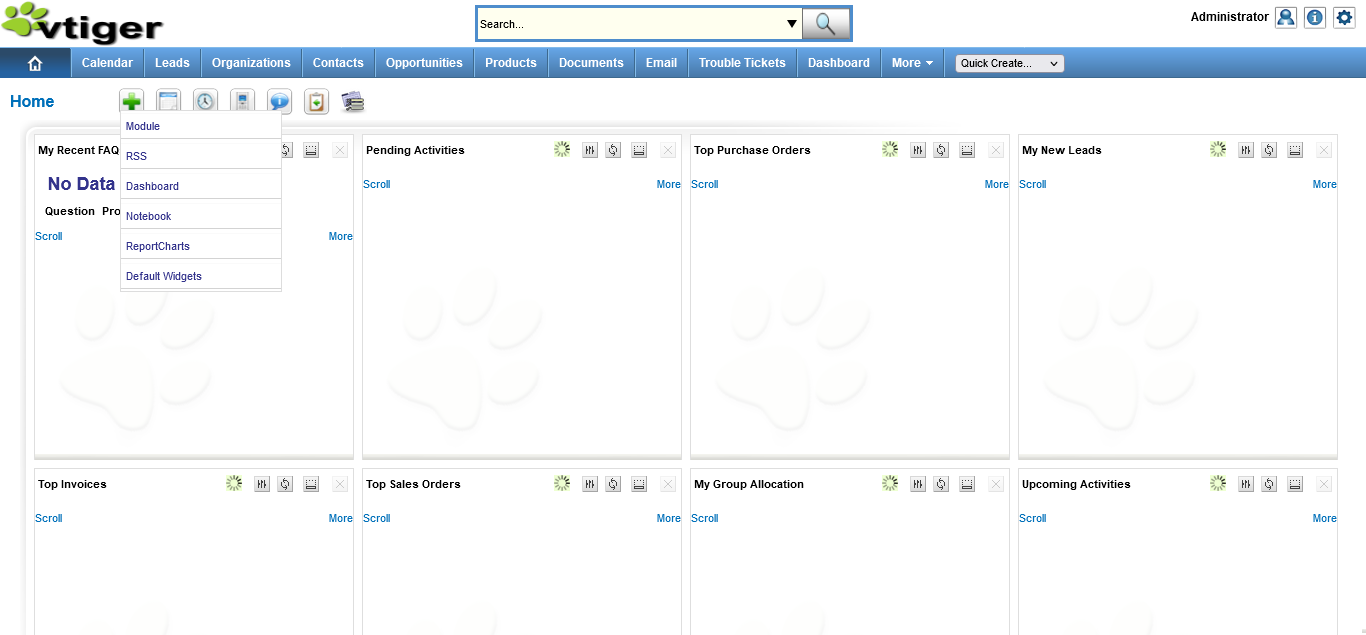 vtiger
Search...
Administrator
Calendar Leads Organizations Contacts Opportunities Products Documents Email Trouble Tickets Dashboard More Quick Create...
Home
Module
RSS
Dashboard
Notebook
ReportCharts
Default Widgets
My Recent FAQ
No Data
Question
Scroll More
Pending Activities
Scroll More
Top Purchase Orders
Scroll More
My New Leads
Scroll More
Top Invoices
Scroll More
Top Sales Orders
Scroll More
My Group Allocation
Scroll More
Upcoming Activities
Scroll More